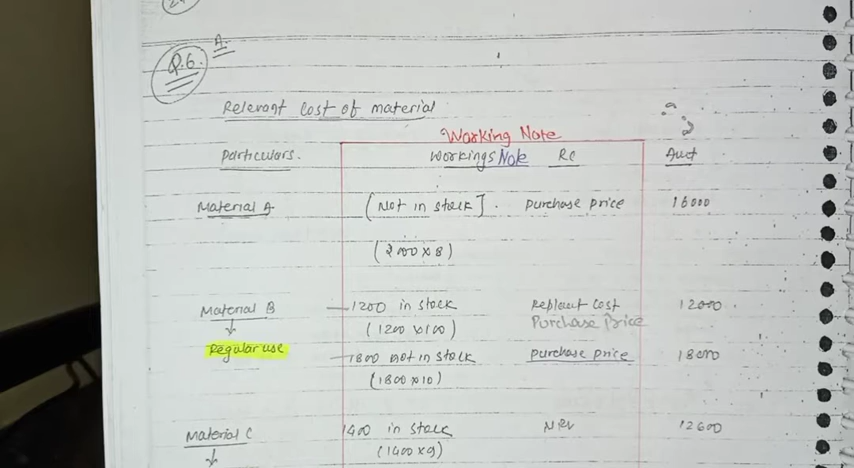 A.
Q.6.
Relevant cost of material
Working Note
Particulars. Workings Note RC Amt
Material A (Not in stock]. purchase price 16000
(2000 x 8)
Material B – 1200 in stock Replamt Cost 12000
(1200 x 100) Purchase Price
Regular use – 1800 not in stock purchase price 18000
(1800 x 10)
Material C 1400 in stock NRV 12600
(1400 x 9)